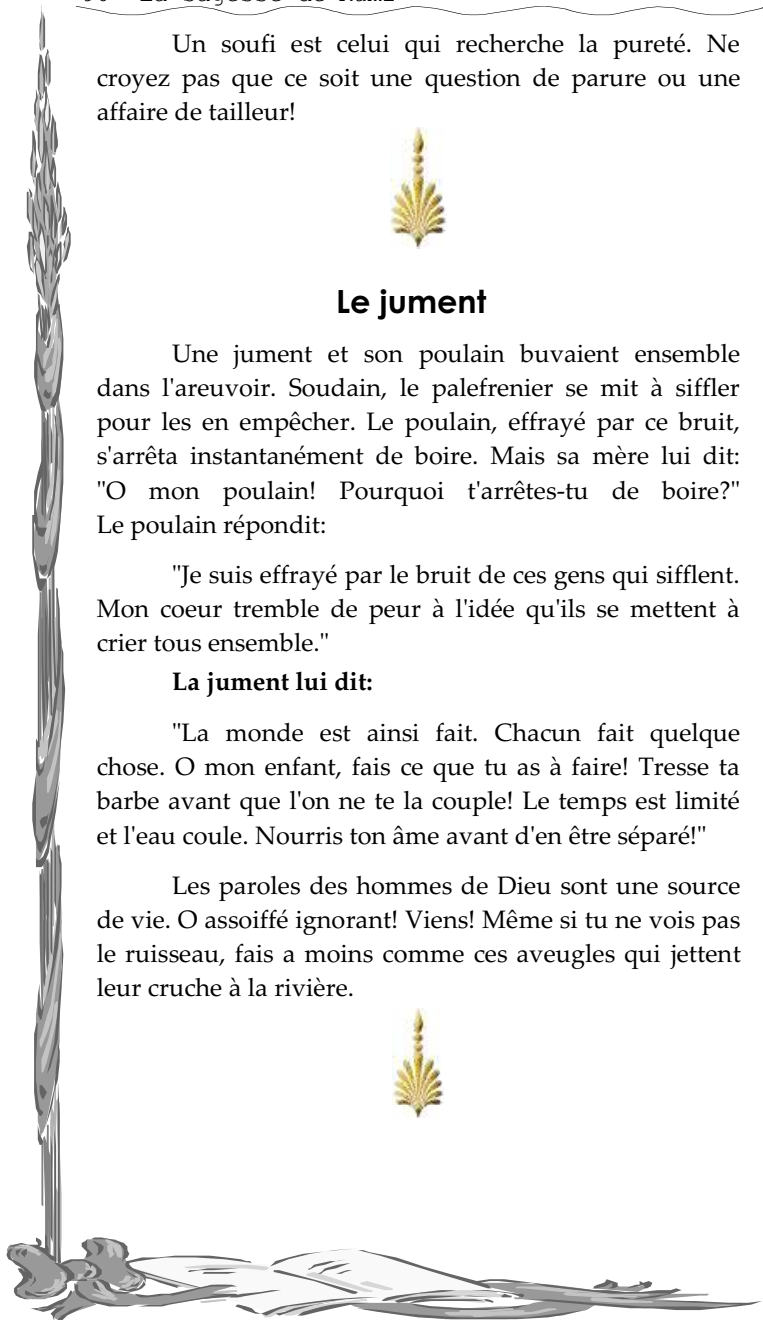 Un soufi est celui qui recherche la pureté. Ne
croyez pas que ce soit une question de parure ou une
affaire de tailleur!
Le jument
Une jument et son poulain buvaient ensemble
dans l'areuvoir. Soudain, le palefrenier se mit à siffler
pour les en empêcher. Le poulain, effrayé par ce bruit,
s'arrêta instantanément de boire. Mais sa mère lui dit:
"O mon poulain! Pourquoi t'arrêtes-tu de boire?"
Le poulain répondit:
"Je suis effrayé par le bruit de ces gens qui sifflent.
Mon coeur tremble de peur à l'idée qu'ils se mettent à
crier tous ensemble."
La jument lui dit:
"La monde est ainsi fait. Chacun fait quelque
chose. O mon enfant, fais ce que tu as à faire! Tresse ta
barbe avant que l'on ne te la couple! Le temps est limité
et l'eau coule. Nourris ton âme avant d'en être séparé!"
Les paroles des hommes de Dieu sont une source
de vie. O assoiffé ignorant! Viens! Même si tu ne vois pas
le ruisseau, fais a moins comme ces aveugles qui jettent
leur cruche à la rivière.